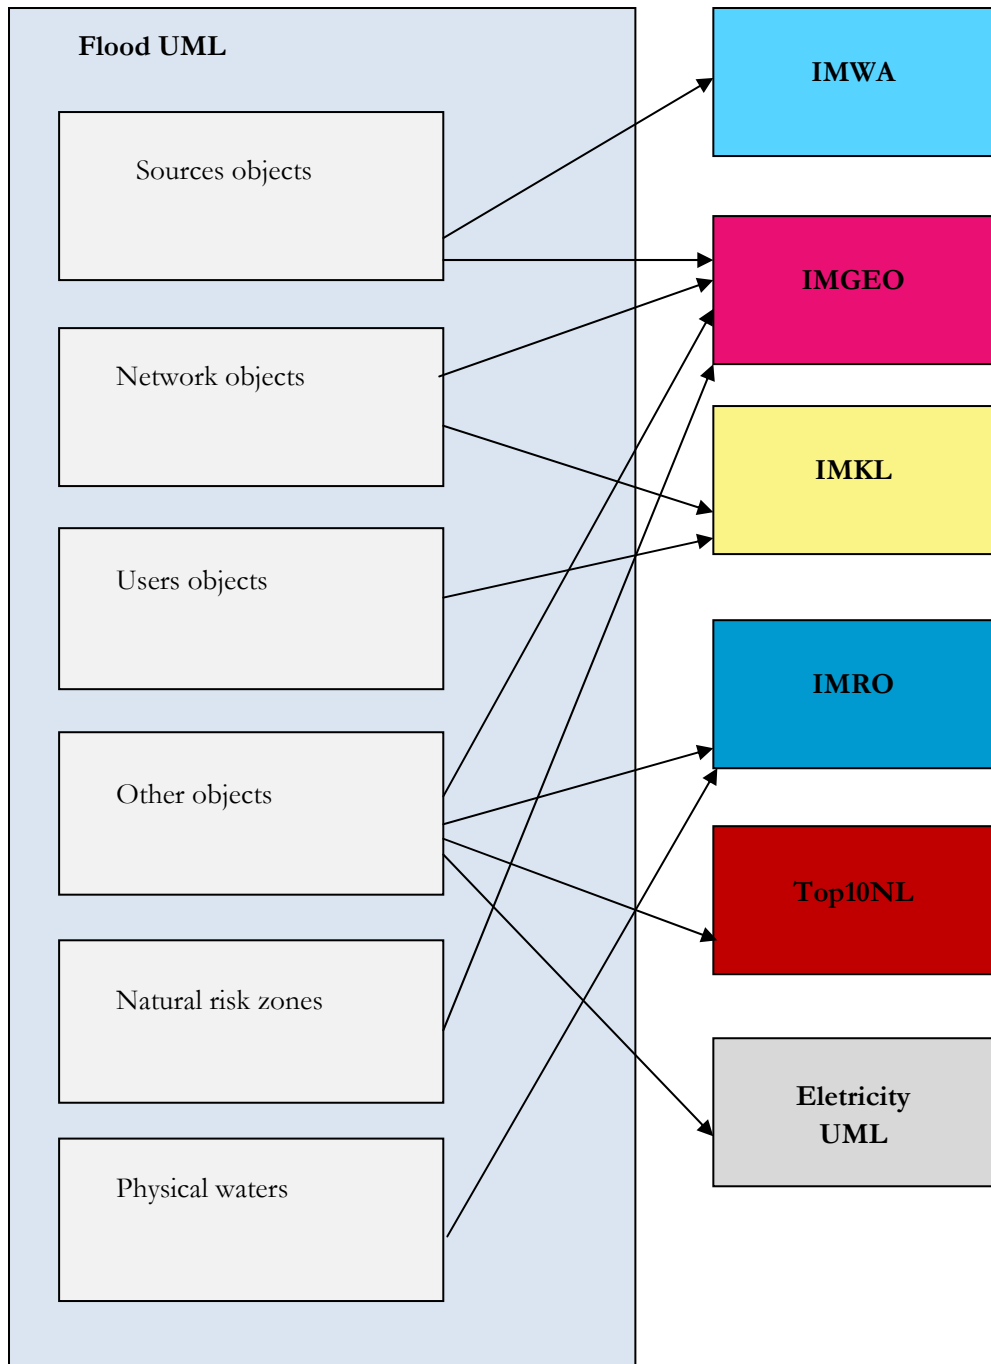 Flood UML
Sources objects
Network objects
Users objects
Other objects
Natural risk zones
Physical waters
IMWA
IMGEO
IMKL
IMRO
Top10NL
Eletricity
UML